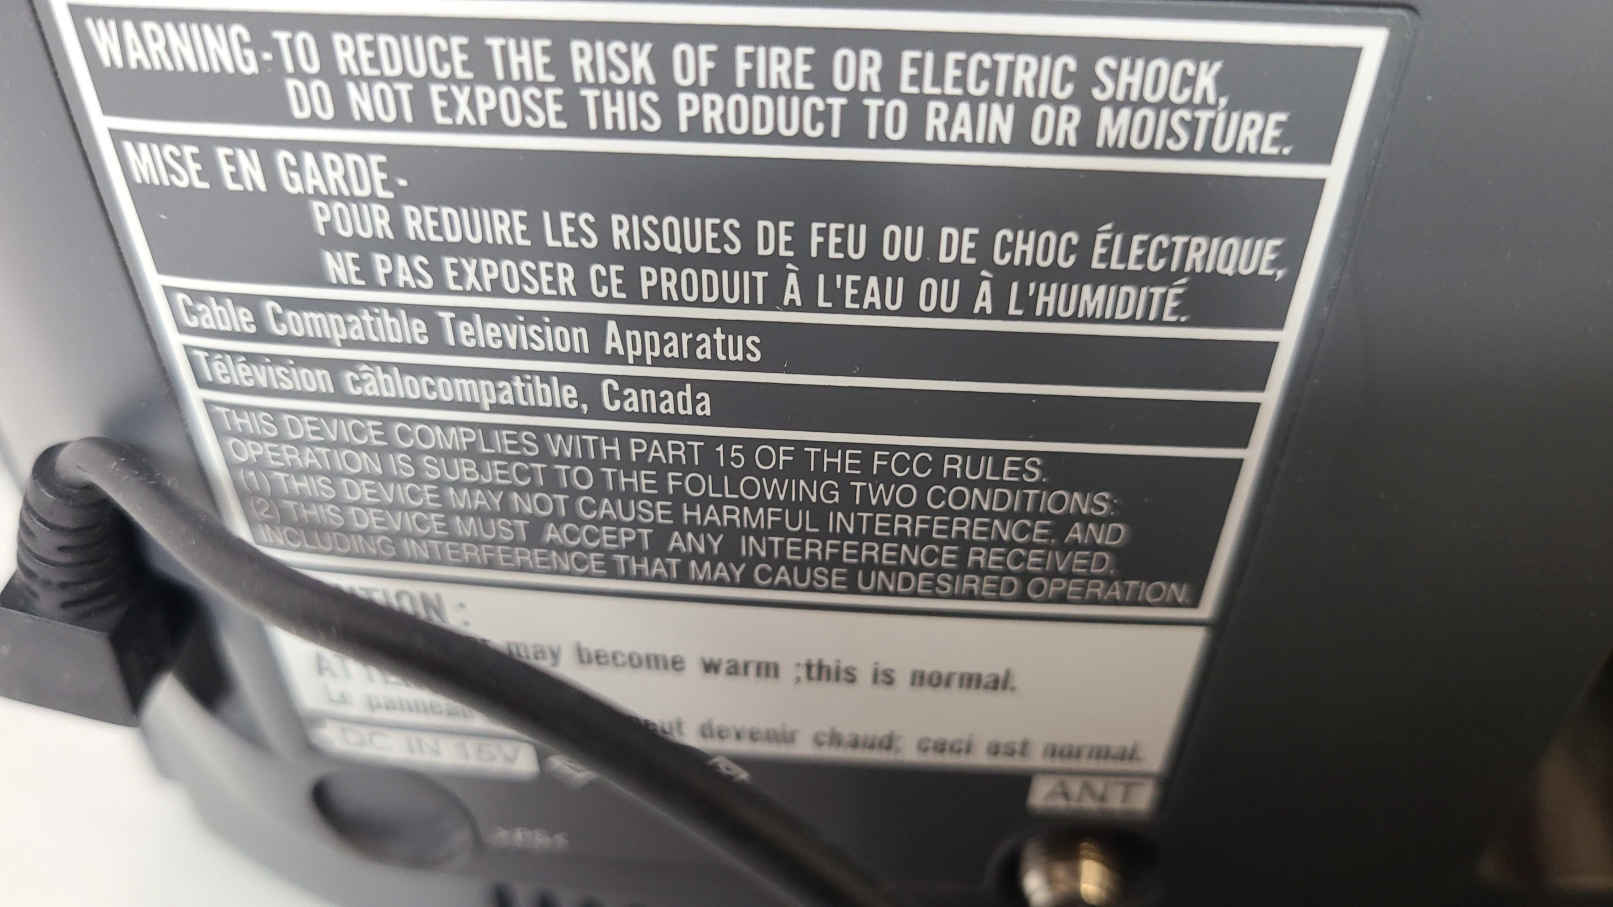 WARNING-TO REDUCE THE RISK OF FIRE OR ELECTRIC SHOCK,
DO NOT EXPOSE THIS PRODUCT TO RAIN OR MOISTURE.
MISE EN GARDE-
POUR REDUIRE LES RISQUES DE FEU OU DE CHOC ÉLECTRIQUE,
NE PAS EXPOSER CE PRODUIT À L'EAU OU À L'HUMIDITÉ.
Cable Compatible Television Apparatus
Télévision câblocompatible, Canada
THIS DEVICE COMPLIES WITH PART 15 OF THE FCC RULES.
OPERATION IS SUBJECT TO THE FOLLOWING TWO CONDITIONS:
(1) THIS DEVICE MAY NOT CAUSE HARMFUL INTERFERENCE. AND
(2) THIS DEVICE MUST ACCEPT ANY INTERFERENCE RECEIVED.
INCLUDING INTERFERENCE THAT MAY CAUSE UNDESIRED OPERATION.
may become warm ;this is normal.
Le panneau devenir chaud; ceci est normal.
DC IN 15V
ANT